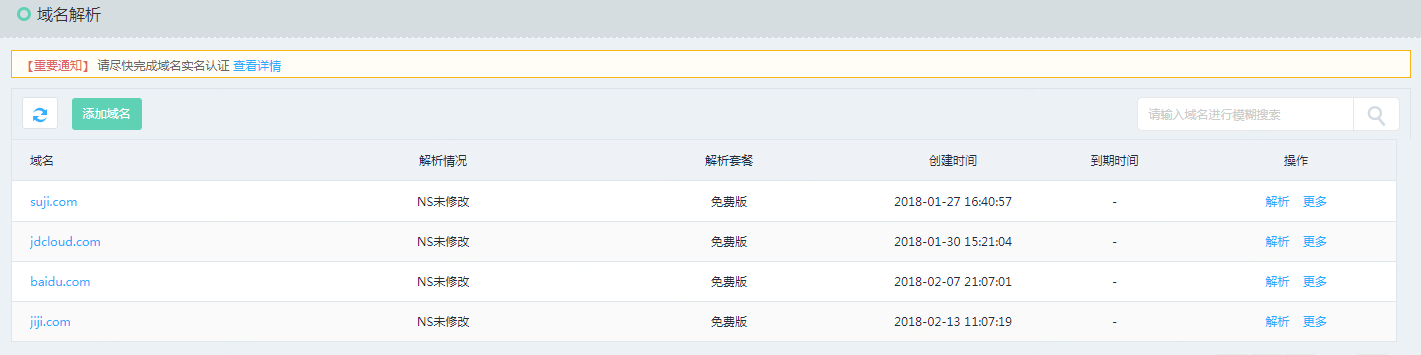 域名解析
【重要通知】 请尽快完成域名实名认证 查看详情
添加域名 请输入域名进行模糊搜索
域名 解析情况 解析套餐 创建时间 到期时间 操作
suji.com NS未修改 免费版 2018-01-27 16:40:57 - 解析 更多
jdcloud.com NS未修改 免费版 2018-01-30 15:21:04 - 解析 更多
baidu.com NS未修改 免费版 2018-02-07 21:07:01 - 解析 更多
jiji.com NS未修改 免费版 2018-02-13 11:07:19 - 解析 更多